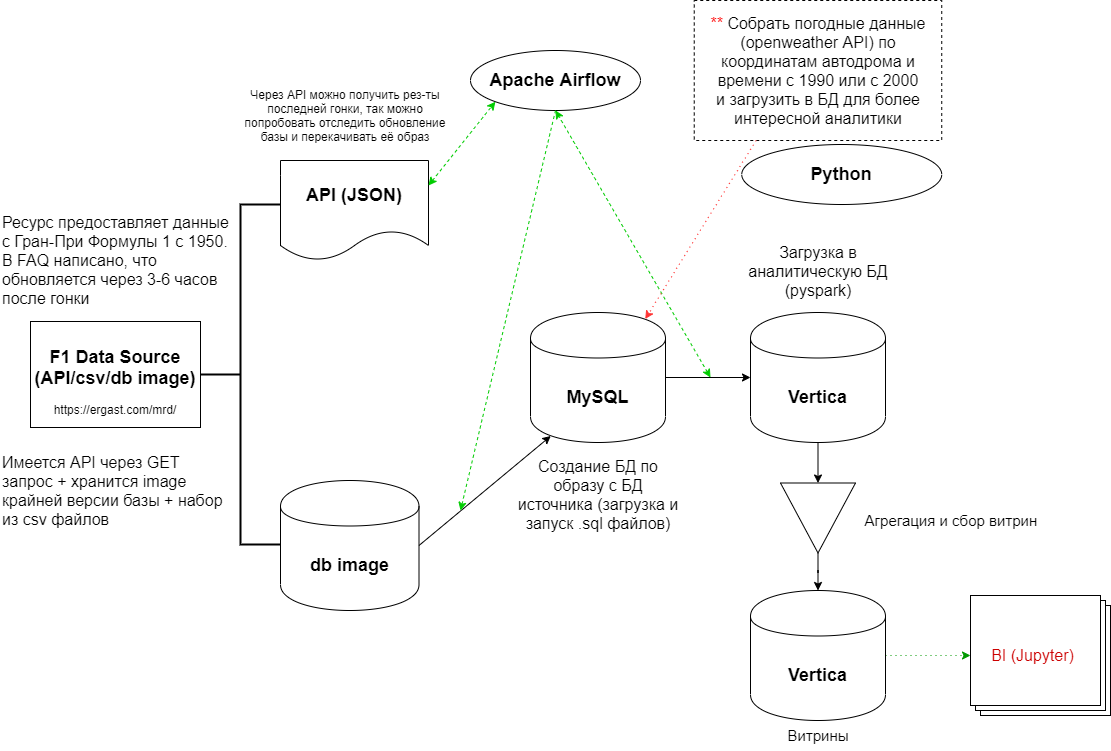 ** Собрать погодные данные
(openweather API) по
координатам автодрома и
времени с 1990 или с 2000
и загрузить в БД для более
интересной аналитики
Apache Airflow
Через API можно получить рез-ты
последней гонки, так можно
попробовать отследить обновление
базы и перекачивать её образ
Python
API (JSON)
Ресурс предоставляет данные
с Гран-При Формулы 1 с 1950.
В FAQ написано, что
обновляется через 3-6 часов
после гонки
Загрузка в
аналитическую БД
(pyspark)
F1 Data Source
(API/csv/db image)
https://ergast.com/mrd/
MySQL
Vertica
Имеется API через GET
запрос + хранится image
крайней версии базы + набор
из csv файлов
Создание БД по
образу с БД
источника (загрузка и
запуск .sql файлов)
Агрегация и сбор витрин
db image
Vertica
BI (Jupyter)
Витрины